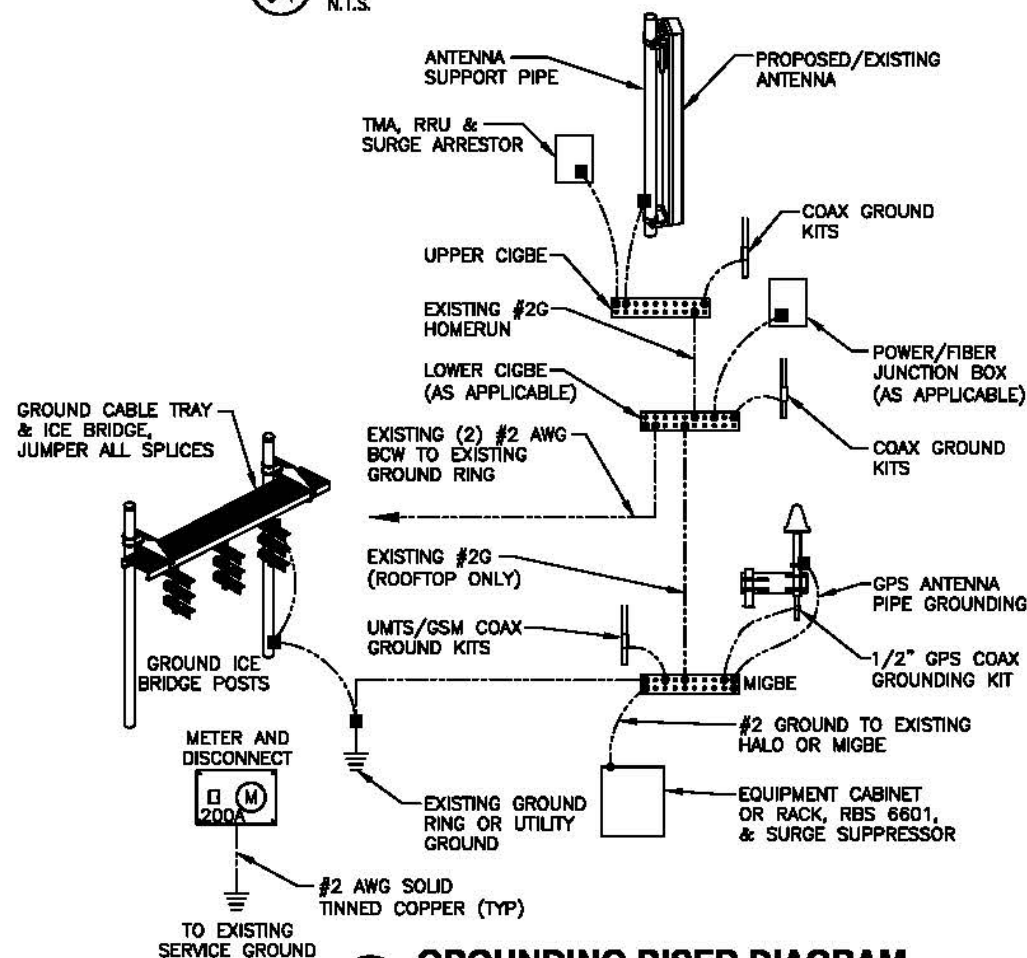 N.T.S.
ANTENNA
SUPPORT PIPE
PROPOSED/EXISTING
ANTENNA
TMA, RRU &
SURGE ARRESTOR
COAX GROUND
KITS
UPPER CIGBE
EXISTING #2G
HOMERUN
POWER/FIBER
JUNCTION BOX
(AS APPLICABLE)
LOWER CIGBE
(AS APPLICABLE)
GROUND CABLE TRAY
& ICE BRIDGE,
JUMPER ALL SPLICES
EXISTING (2) #2 AWG
BCW TO EXISTING
GROUND RING
COAX GROUND
KITS
EXISTING #2G
(ROOFTOP ONLY)
GPS ANTENNA
PIPE GROUNDING
UMTS/GSM COAX
GROUND KITS
1/2" GPS COAX
GROUNDING KIT
GROUND ICE
BRIDGE POSTS
MIGBE
#2 GROUND TO EXISTING
HALO OR MIGBE
METER AND
DISCONNECT
M
200A
EXISTING GROUND
RING OR UTILITY
GROUND
EQUIPMENT CABINET
OR RACK, RBS 6601,
& SURGE SUPPRESSOR
#2 AWG SOLID
TINNED COPPER (TYP)
TO EXISTING
SERVICE GROUND
GROUNDING RISER DIAGRAM